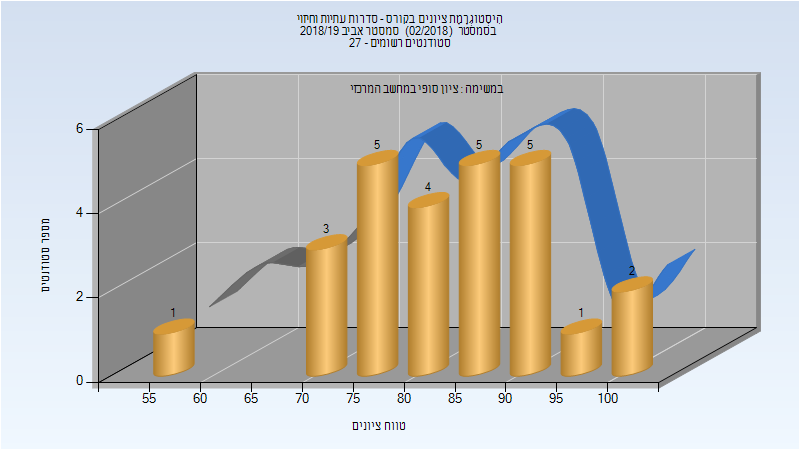 היסטוגרמת ציונים בקורס - סדרות עתיות וחיזוי
בסמסטר (02/2018) סמסטר אביב 2018/19
סטודנטים רשומים - 27
במשימה : ציון סופי במחשב המרכזי
מספר סטודנטים
6
4
2
0
1
3
5
4
5
5
1
2
55 60 65 70 75 80 85 90 95 100
טווח ציונים